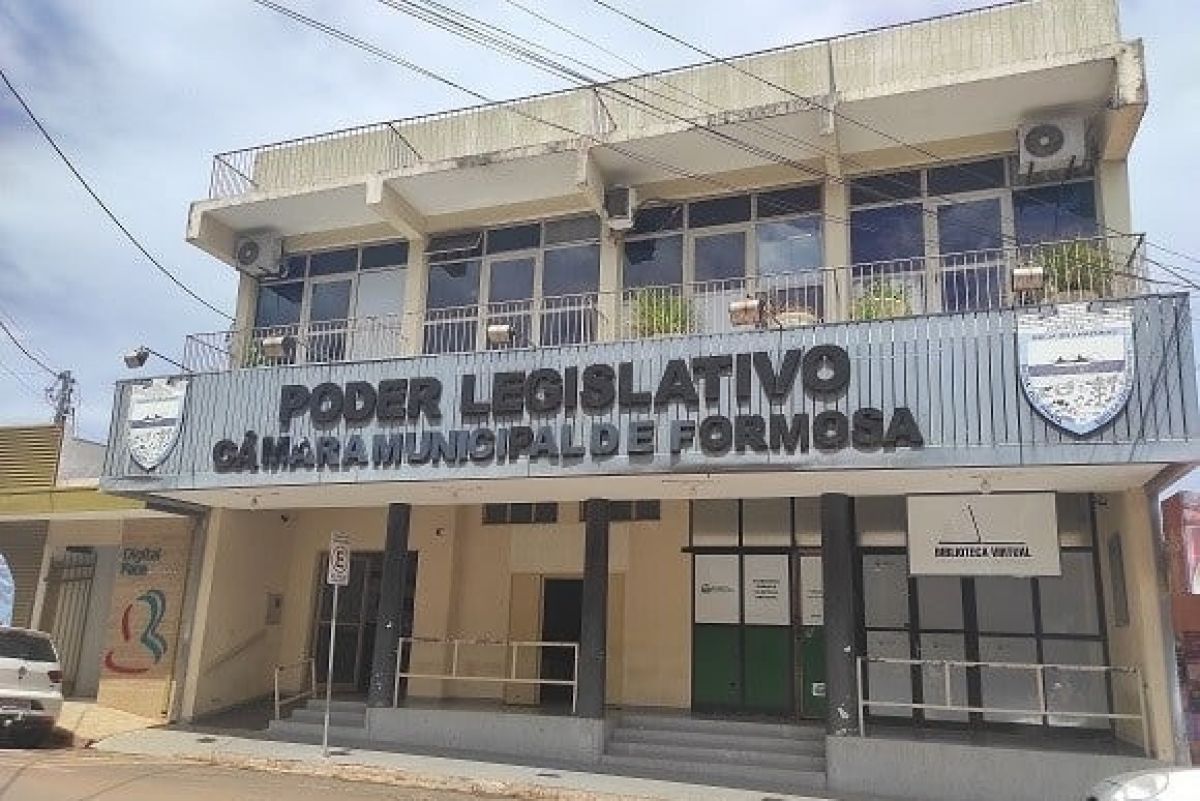 PODER LEGISLATIVO
CÂMARA MUNICIPAL DE FORMOSA
BIBLIOTECA VIRTUAL
Digital
E